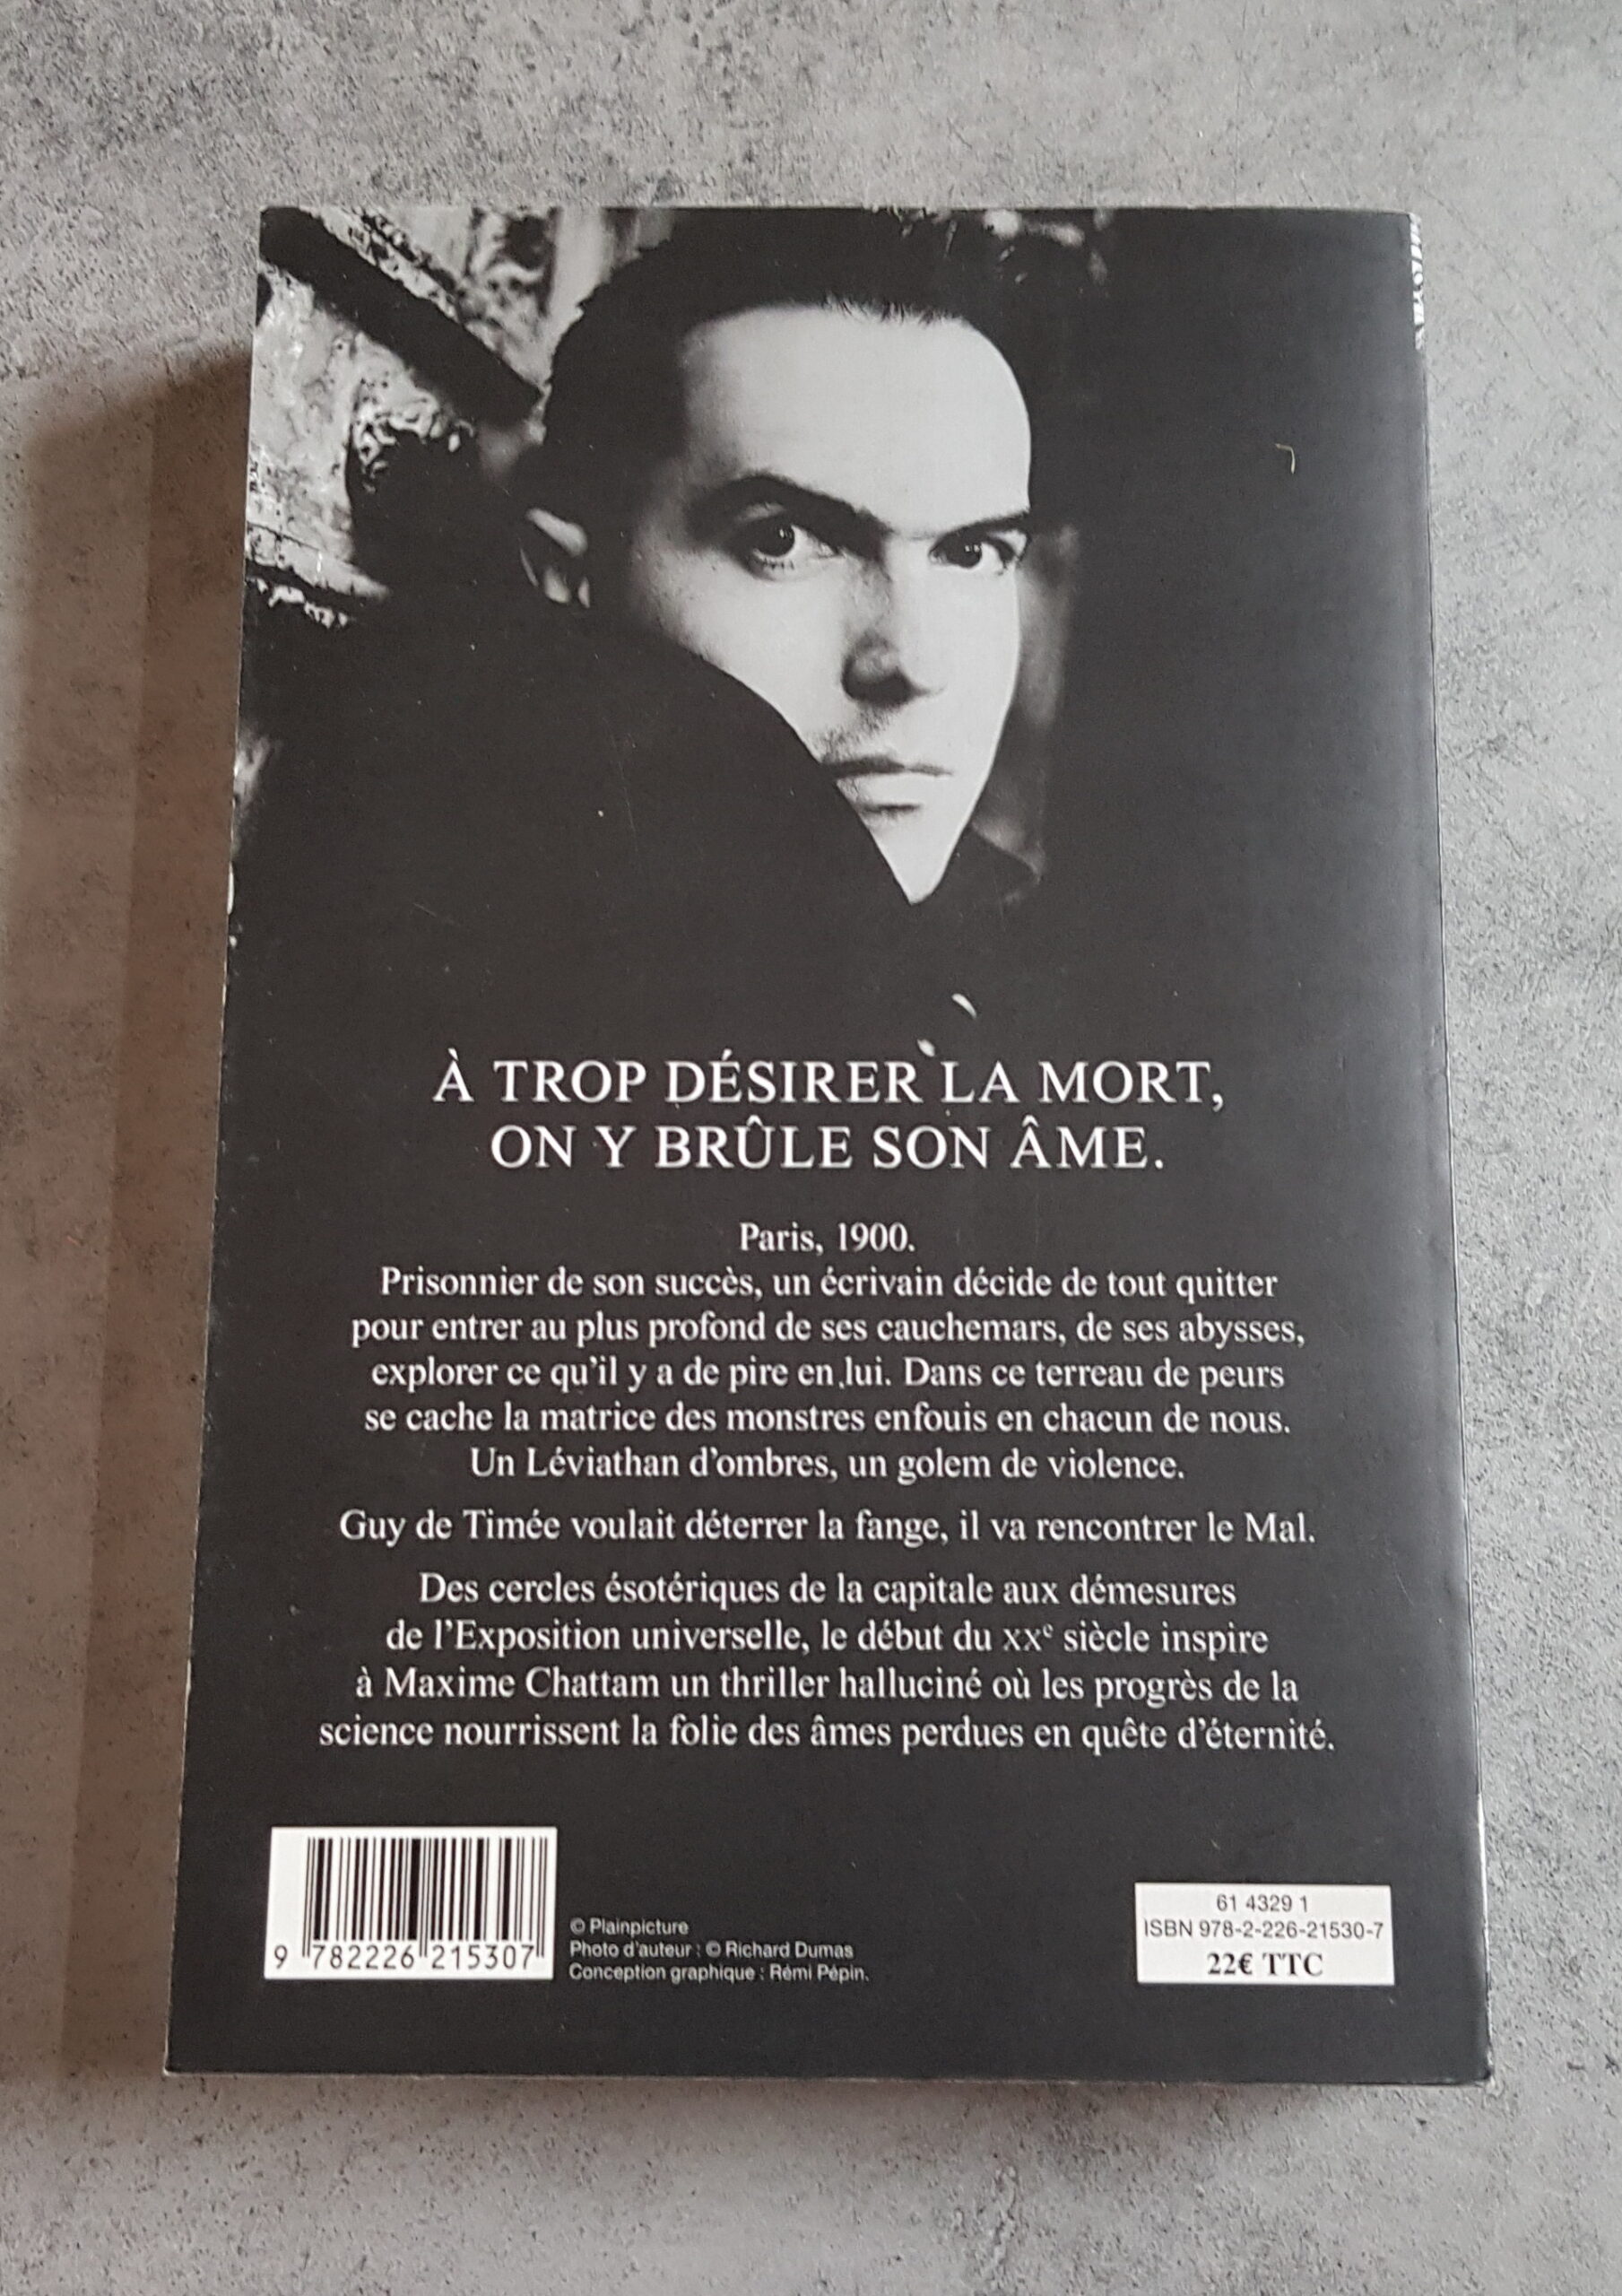 À TROP DÉSIRER LA MORT,
ON Y BRÛLE SON ÂME.
Paris, 1900.
Prisonnier de son succès, un écrivain décide de tout quitter
pour entrer au plus profond de ses cauchemars, de ses abysses,
explorer ce qu'il y a de pire en lui. Dans ce terreau de peurs
se cache la matrice des monstres enfouis en chacun de nous.
Un Léviathan d'ombres, un golem de violence.
Guy de Timée voulait déterrer la fange, il va rencontrer le Mal.
Des cercles ésotériques de la capitale aux démesures
de l'Exposition universelle, le début du XXe siècle inspire
à Maxime Chattam un thriller halluciné où les progrès de la
science nourrissent la folie des âmes perdues en quête d'éternité.
9 782226 215307
© Plainpicture
Photo d'auteur : © Richard Dumas
Conception graphique : Rémi Pépin.
61 4329 1
ISBN 978-2-226-21530-7
22€ TTC